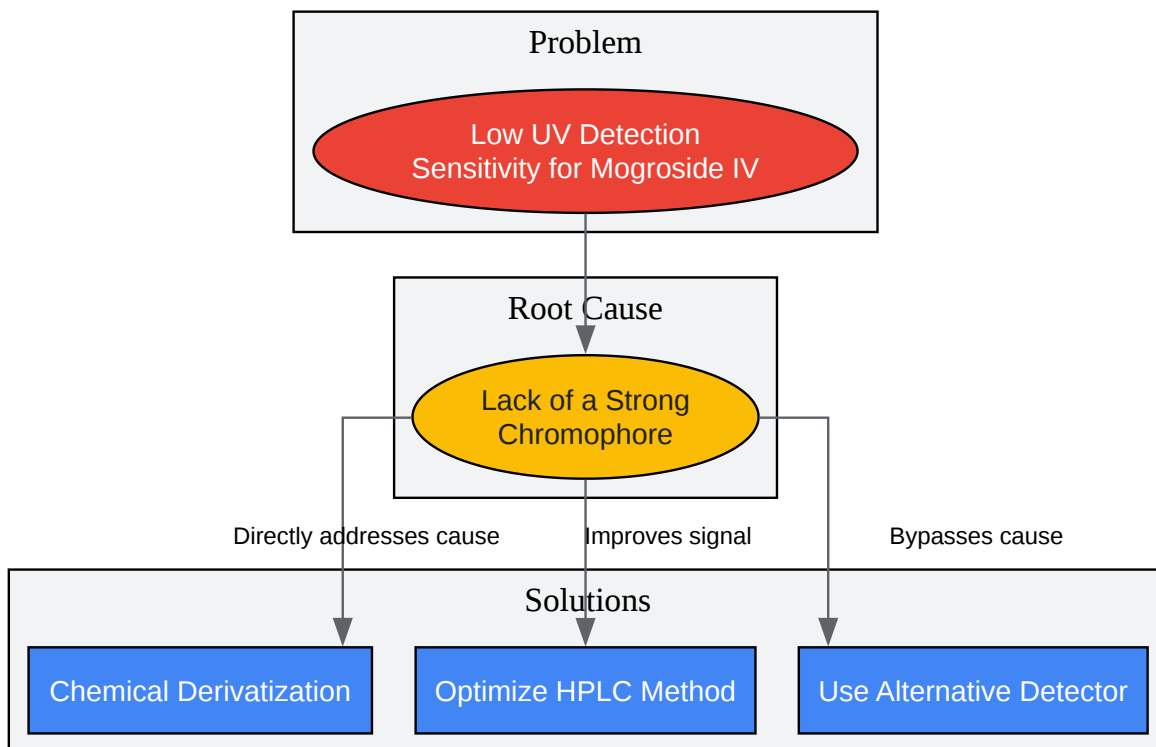 Problem
Low UV Detection
Sensitivity for Mogroside IV
Root Cause
Lack of a Strong
Chromophore
Directly addresses cause
Improves signal
Bypasses cause
Solutions
Chemical Derivatization
Optimize HPLC Method
Use Alternative Detector